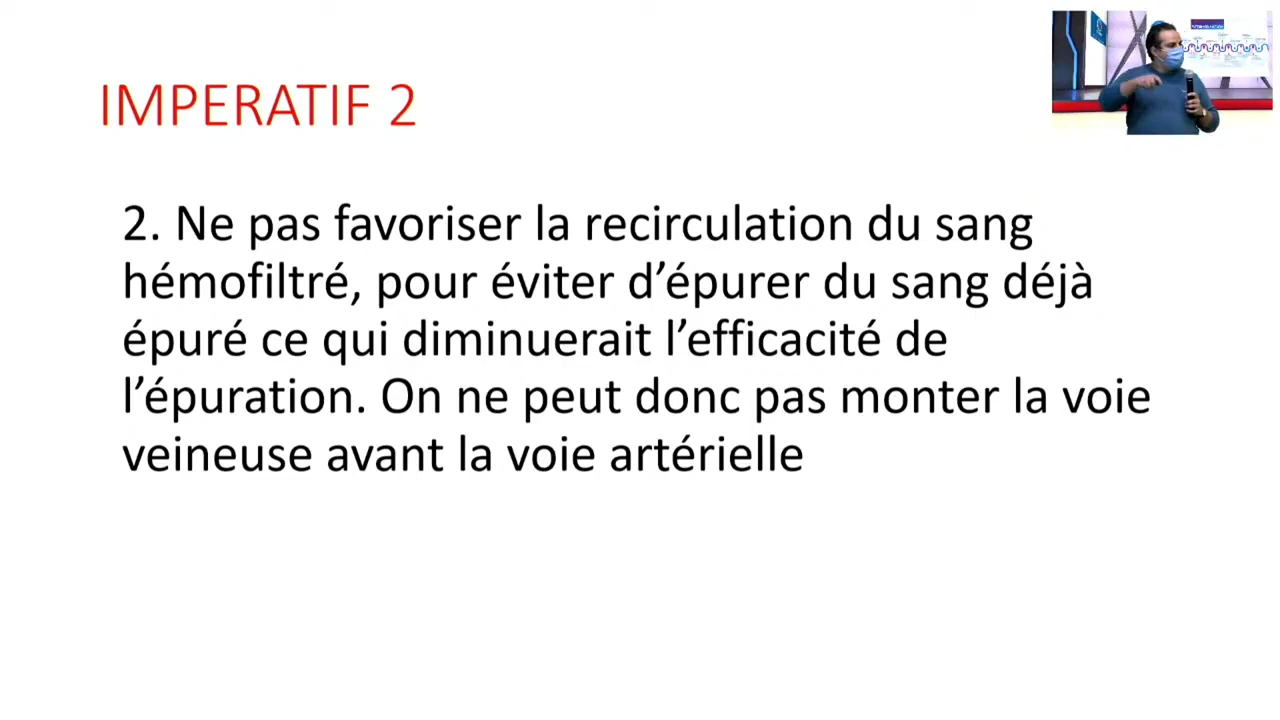 IMPERATIF 2
2. Ne pas favoriser la recirculation du sang
hémofiltré, pour éviter d’épurer du sang déjà
épuré ce qui diminuerait l’efficacité de
l’épuration. On ne peut donc pas monter la voie
veineuse avant la voie artérielle